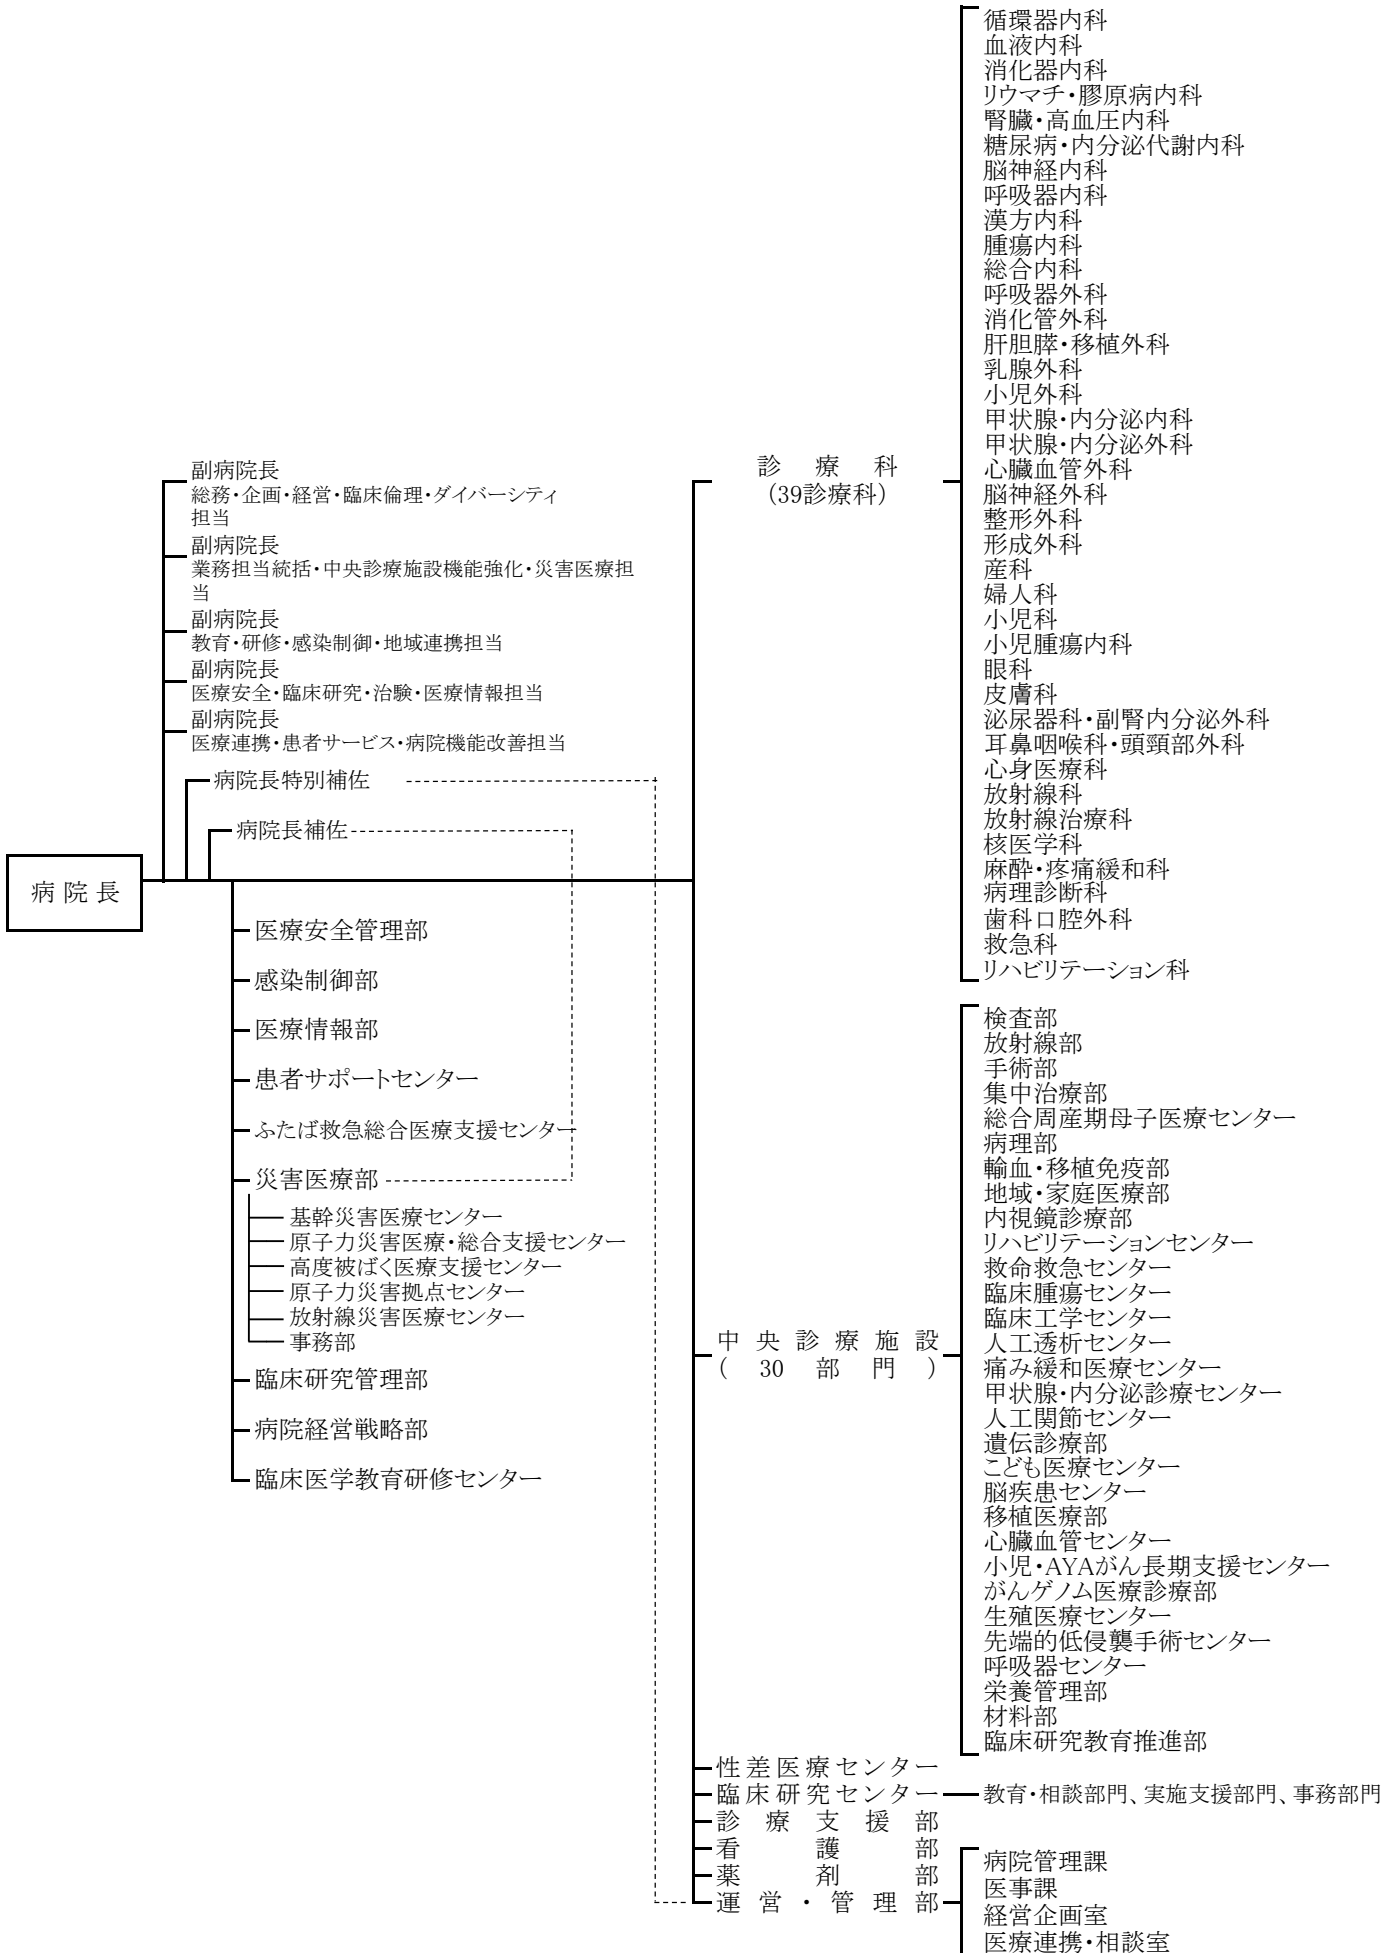 病院長
副病院長
総務・企画・経営・臨床倫理・ダイバーシティ
担当
副病院長
業務担当統括・中央診療施設機能強化・災害医療担
当
副病院長
教育・研修・感染制御・地域連携担当
副病院長
医療安全・臨床研究・治験・医療情報担当
副病院長
医療連携・患者サービス・病院機能改善担当
病院長特別補佐
病院長補佐
医療安全管理部
感染制御部
医療情報部
患者サポートセンター
ふたば救急総合医療支援センター
災害医療部
基幹災害医療センター
原子力災害医療・総合支援センター
高度被ばく医療支援センター
原子力災害拠点センター
放射線災害医療センター
事務部
臨床研究管理部
病院経営戦略部
臨床医学教育研修センター
診療科
(39診療科)
循環器内科
血液内科
消化器内科
リウマチ・膠原病内科
腎臓・高血圧内科
糖尿病・内分泌代謝内科
脳神経内科
呼吸器内科
漢方内科
腫瘍内科
総合内科
呼吸器外科
消化管外科
肝胆膵・移植外科
乳腺外科
小児外科
甲状腺・内分泌内科
甲状腺・内分泌外科
心臓血管外科
脳神経外科
整形外科
形成外科
産科
婦人科
小児科
小児腫瘍内科
眼科
皮膚科
泌尿器科・副腎内分泌外科
耳鼻咽喉科・頭頸部外科
心身医療科
放射線科
放射線治療科
核医学科
麻酔・疼痛緩和科
病理診断科
歯科口腔外科
救急科
リハビリテーション科
中央診療施設
(30部門)
検査部
放射線部
手術部
集中治療部
総合周産期母子医療センター
病理部
輸血・移植免疫部
地域・家庭医療部
内視鏡診療部
リハビリテーションセンター
救命救急センター
臨床腫瘍センター
臨床工学センター
人工透析センター
痛み緩和医療センター
甲状腺・内分泌診療センター
人工関節センター
遺伝診療部
こども医療センター
脳疾患センター
移植医療部
心臓血管センター
小児・AYAがん長期支援センター
がんゲノム医療診療部
生殖医療センター
先端的低侵襲手術センター
呼吸器センター
栄養管理部
材料部
臨床研究教育推進部
性差医療センター
臨床研究センター
教育・相談部門、実施支援部門、事務部門
診療支援部
看護部
薬剤部
運営・管理部
病院管理課
医事課
経営企画室
医療連携・相談室